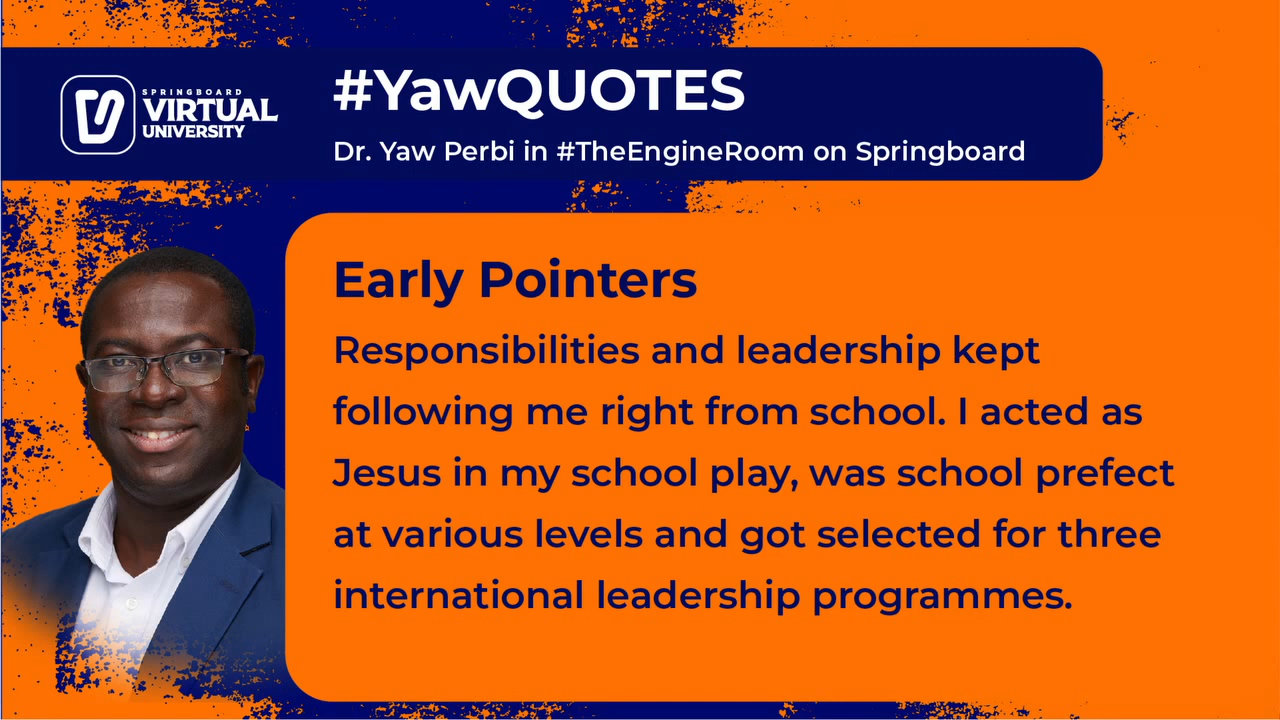 SPRINGBOARD
VIRTUAL
UNIVERSITY
#YawQUOTES
Dr. Yaw Perbi in #TheEngineRoom on Springboard
Early Pointers
Responsibilities and leadership kept
following me right from school. I acted as
Jesus in my school play, was school prefect
at various levels and got selected for three
international leadership programmes.